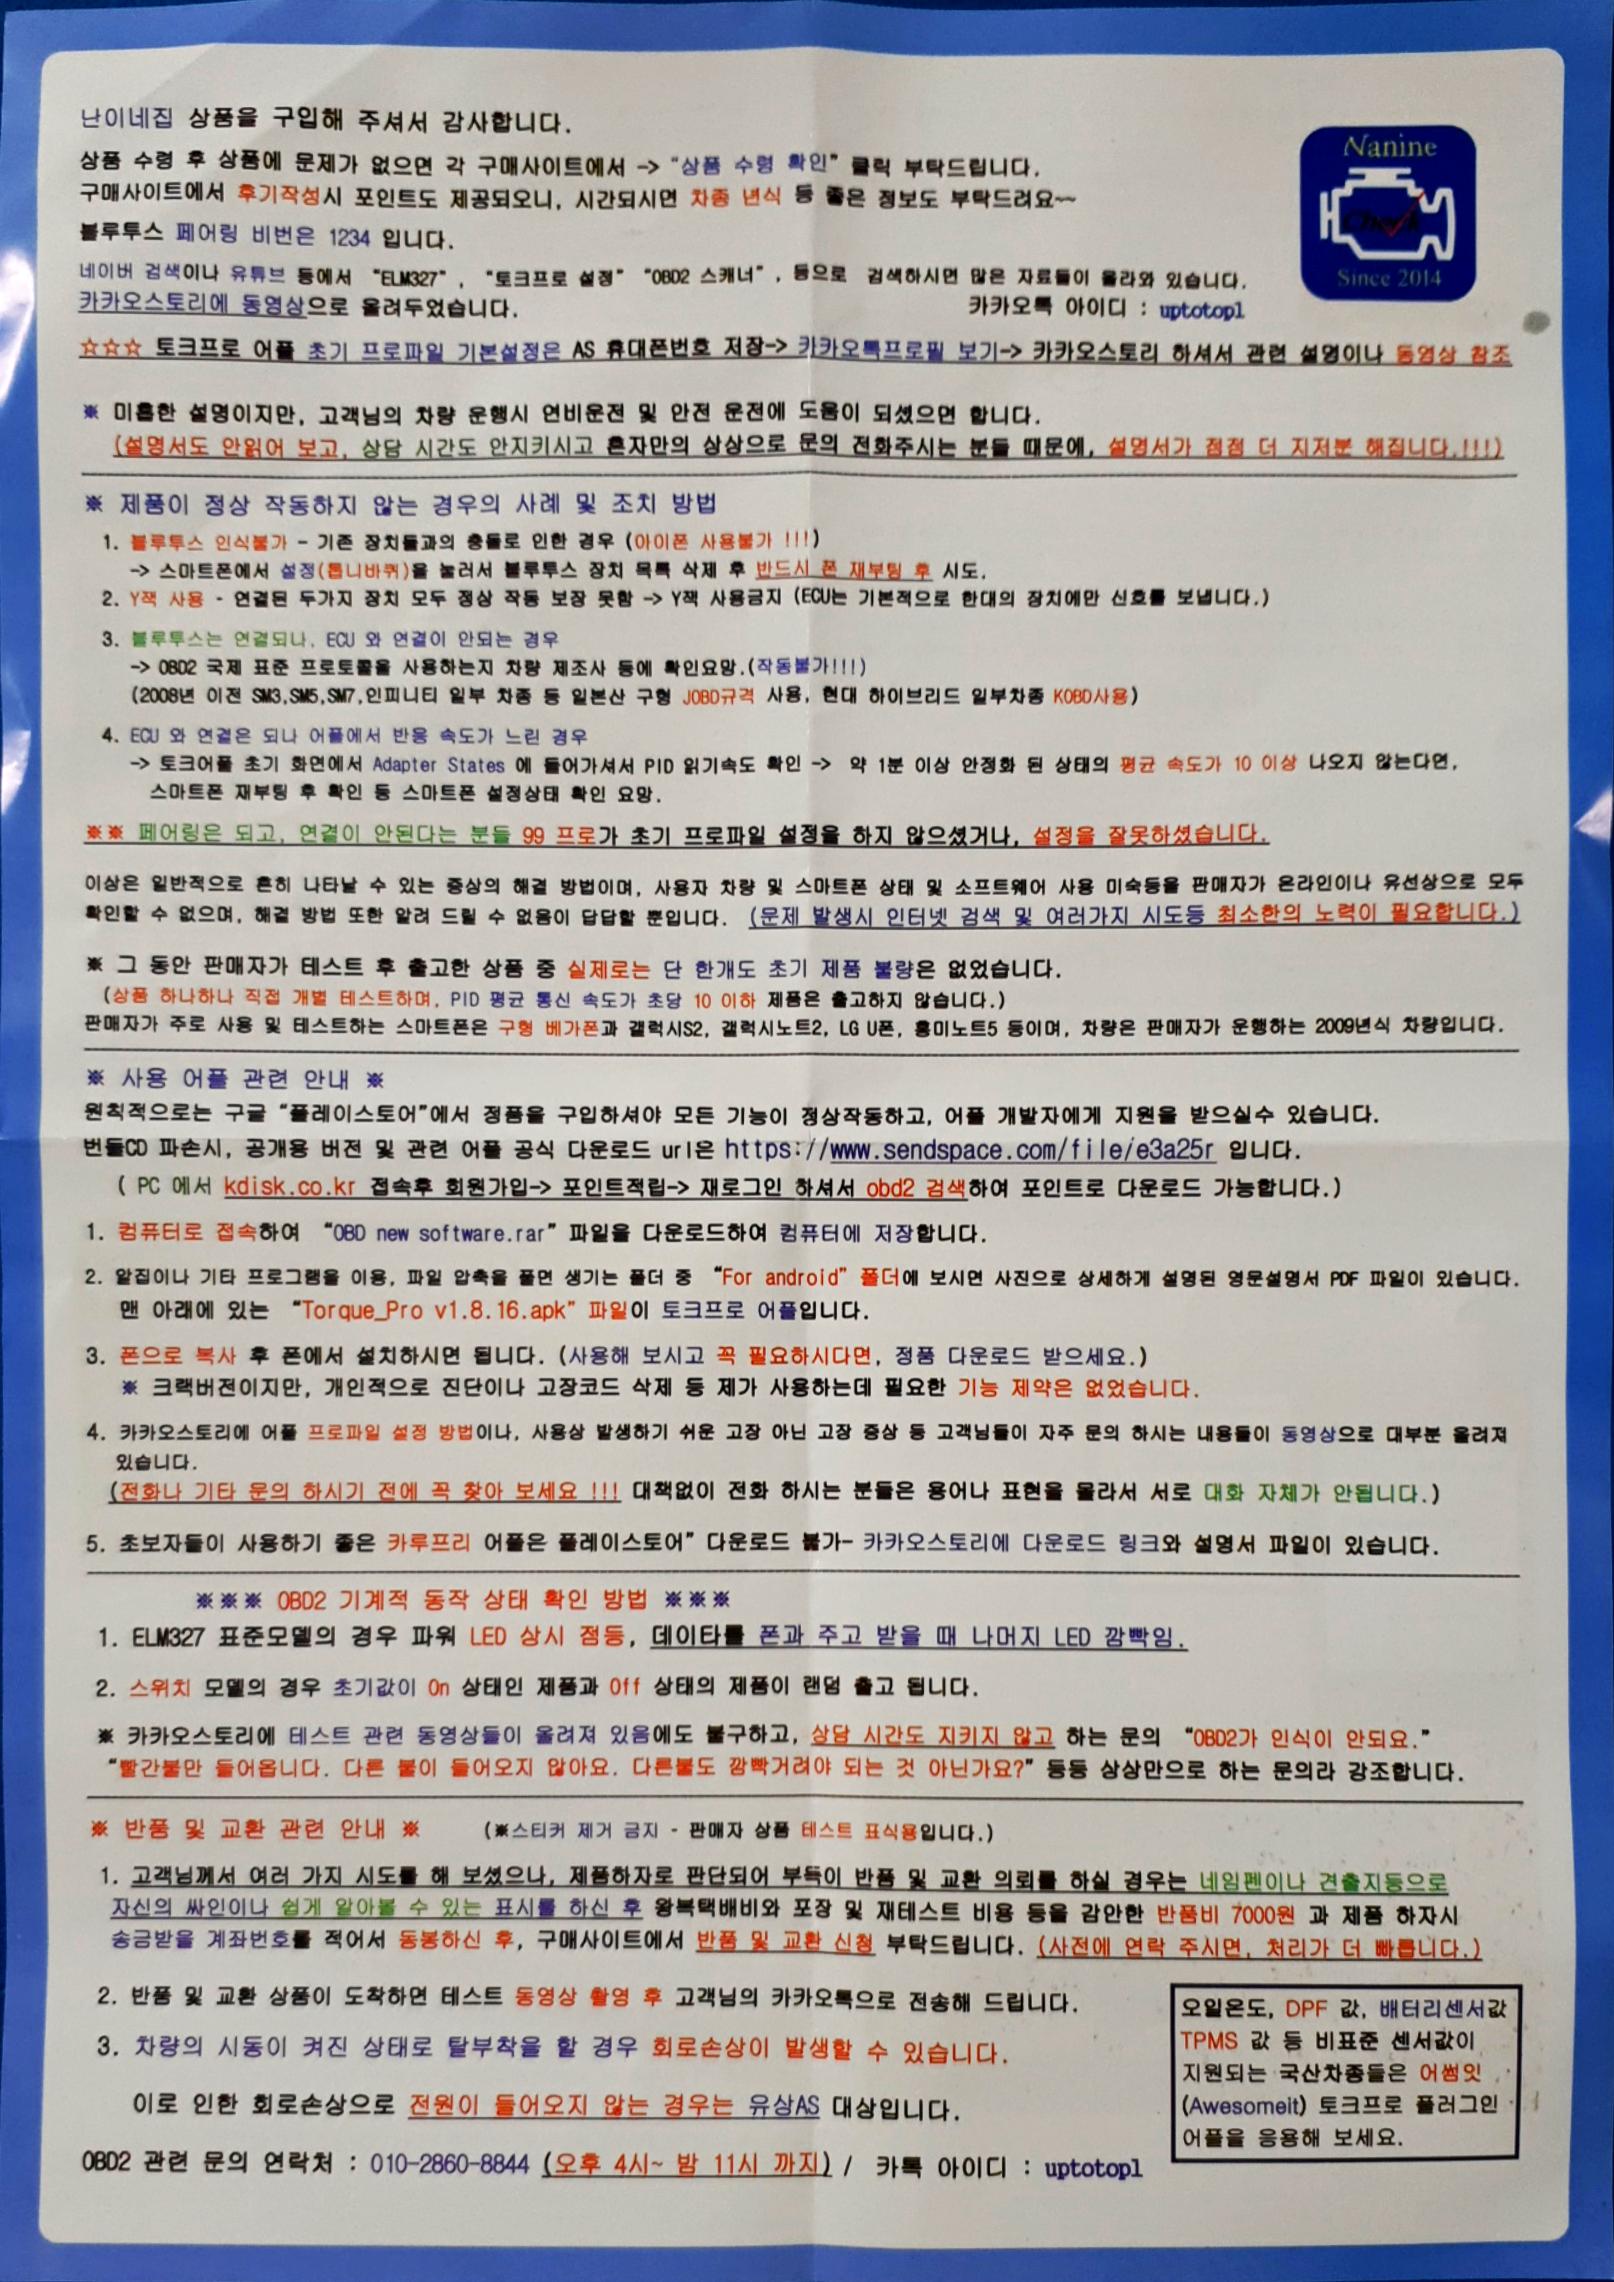 난이네집 상품을 구입해 주셔서 감사합니다.
상품 수령 후 상품에 문제가 없으면 각 구매사이트에서 -> "상품 수령 확인" 클릭 부탁드립니다.
구매사이트에서 후기작성시 포인트도 제공되오니, 시간되시면 차종 년식 등 좋은 정보도 부탁드려요~~
Nanine
Check
Since 2014
블루투스 페어링 비번은 1234 입니다.
네이버 검색이나 유튜브 등에서 "ELM327", "토크프로 설정" "OBD2 스캐너", 등으로 검색하시면 많은 자료들이 올라와 있습니다.
카카오스토리에 동영상으로 올려두었습니다. 카카오톡 아이디 : uptotop1
☆☆☆ 토크프로 어플 초기 프로파일 기본설정은 AS 휴대폰번호 저장-> 카카오톡프로필 보기-> 카카오스토리 하셔서 관련 설명이나 동영상 참조
※ 미흡한 설명이지만, 고객님의 차량 운행시 연비운전 및 안전 운전에 도움이 되셨으면 합니다.
(설명서도 안읽어 보고, 상담 시간도 안지키시고 혼자만의 상상으로 문의 전화주시는 분들 때문에, 설명서가 점점 더 지저분 해집니다.!!!)
※ 제품이 정상 작동하지 않는 경우의 사례 및 조치 방법
1. 블루투스 인식불가 - 기존 장치들과의 충돌로 인한 경우 (아이폰 사용불가 !!!)
-> 스마트폰에서 설정(톱니바퀴)을 눌러서 블루투스 장치 목록 삭제 후 반드시 폰 재부팅 후 시도.
2. Y잭 사용 - 연결된 두가지 장치 모두 정상 작동 보장 못함 -> Y잭 사용금지 (ECU는 기본적으로 한대의 장치에만 신호를 보냅니다.)
3. 블루투스는 연결되나, ECU 와 연결이 안되는 경우
-> OBD2 국제 표준 프로토콜을 사용하는지 차량 제조사 등에 확인요망.(작동불가!!!)
(2008년 이전 SM3,SM5,SM7,인피니티 일부 차종 등 일본산 구형 JOBD규격 사용, 현대 하이브리드 일부차종 KOBD사용)
4. ECU 와 연결은 되나 어플에서 반응 속도가 느린 경우
-> 토크어플 초기 화면에서 Adapter States 에 들어가셔서 PID 읽기속도 확인 -> 약 1분 이상 안정화 된 상태의 평균 속도가 10 이상 나오지 않는다면,
스마트폰 재부팅 후 확인 등 스마트폰 설정상태 확인 요망.
※※ 페어링은 되고, 연결이 안된다는 분들 99 프로가 초기 프로파일 설정을 하지 않으셨거나, 설정을 잘못하셨습니다.
이상은 일반적으로 흔히 나타날 수 있는 증상의 해결 방법이며, 사용자 차량 및 스마트폰 상태 및 소프트웨어 사용 미숙등을 판매자가 온라인이나 유선상으로 모두
확인할 수 없으며, 해결 방법 또한 알려 드릴 수 없음이 답답할 뿐입니다. (문제 발생시 인터넷 검색 및 여러가지 시도등 최소한의 노력이 필요합니다.)
※ 그 동안 판매자가 테스트 후 출고한 상품 중 실제로는 단 한개도 초기 제품 불량은 없었습니다.
(상품 하나하나 직접 개별 테스트하며, PID 평균 통신 속도가 초당 10 이하 제품은 출고하지 않습니다.)
판매자가 주로 사용 및 테스트하는 스마트폰은 구형 베가폰과 갤럭시S2, 갤럭시노트2, LG U폰, 홍미노트5 등이며, 차량은 판매자가 운행하는 2009년식 차량입니다.
※ 사용 어플 관련 안내 ※
원칙적으로는 구글 "플레이스토어"에서 정품을 구입하셔야 모든 기능이 정상작동하고, 어플 개발자에게 지원을 받으실수 있습니다.
번들CD 파손시, 공개용 버전 및 관련 어플 공식 다운로드 url은 https://www.sendspace.com/file/e3a25r 입니다.
( PC 에서 kdisk.co.kr 접속후 회원가입-> 포인트적립-> 재로그인 하셔서 obd2 검색하여 포인트로 다운로드 가능합니다.)
1. 컴퓨터로 접속하여 "OBD new software.rar" 파일을 다운로드하여 컴퓨터에 저장합니다.
2. 알집이나 기타 프로그램을 이용, 파일 압축을 풀면 생기는 폴더 중 "For android" 폴더에 보시면 사진으로 상세하게 설명된 영문설명서 PDF 파일이 있습니다.
맨 아래에 있는 "Torque_Pro v1.8.16.apk" 파일이 토크프로 어플입니다.
3. 폰으로 복사 후 폰에서 설치하시면 됩니다. (사용해 보시고 꼭 필요하시다면, 정품 다운로드 받으세요.)
※ 크랙버전이지만, 개인적으로 진단이나 고장코드 삭제 등 제가 사용하는데 필요한 기능 제약은 없었습니다.
4. 카카오스토리에 어플 프로파일 설정 방법이나, 사용상 발생하기 쉬운 고장 아닌 고장 증상 등 고객님들이 자주 문의 하시는 내용들이 동영상으로 대부분 올려져
있습니다.
(전화나 기타 문의 하시기 전에 꼭 찾아 보세요 !!! 대책없이 전화 하시는 분들은 용어나 표현을 몰라서 서로 대화 자체가 안됩니다.)
5. 초보자들이 사용하기 좋은 카루프리 어플은 플레이스토어" 다운로드 불가- 카카오스토리에 다운로드 링크와 설명서 파일이 있습니다.
※※※ OBD2 기계적 동작 상태 확인 방법 ※※※
1. ELM327 표준모델의 경우 파워 LED 상시 점등, 데이타를 폰과 주고 받을 때 나머지 LED 깜빡임.
2. 스위치 모델의 경우 초기값이 On 상태인 제품과 Off 상태의 제품이 랜덤 출고 됩니다.
※ 카카오스토리에 테스트 관련 동영상들이 올려져 있음에도 불구하고, 상담 시간도 지키지 않고 하는 문의 "OBD2가 인식이 안되요."
"빨간불만 들어옵니다. 다른 불이 들어오지 않아요. 다른불도 깜빡거려야 되는 것 아닌가요?" 등등 상상만으로 하는 문의라 강조합니다.
※ 반품 및 교환 관련 안내 ※ (※스티커 제거 금지 - 판매자 상품 테스트 표식용입니다.)
1. 고객님께서 여러 가지 시도를 해 보셨으나, 제품하자로 판단되어 부득이 반품 및 교환 의뢰를 하실 경우는 네임펜이나 견출지등으로
자신의 싸인이나 쉽게 알아볼 수 있는 표시를 하신 후 왕복택배비와 포장 및 재테스트 비용 등을 감안한 반품비 7000원 과 제품 하자시
송금받을 계좌번호를 적어서 동봉하신 후, 구매사이트에서 반품 및 교환 신청 부탁드립니다. (사전에 연락 주시면, 처리가 더 빠릅니다.)
2. 반품 및 교환 상품이 도착하면 테스트 동영상 촬영 후 고객님의 카카오톡으로 전송해 드립니다.
3. 차량의 시동이 켜진 상태로 탈부착을 할 경우 회로손상이 발생할 수 있습니다.
이로 인한 회로손상으로 전원이 들어오지 않는 경우는 유상AS 대상입니다.
오일온도, DPF 값, 배터리센서값
TPMS 값 등 비표준 센서값이
지원되는 국산차종들은 어썸잇
(Awesomeit) 토크프로 플러그인
어플을 응용해 보세요.
OBD2 관련 문의 연락처 : 010-2860-8844 (오후 4시~ 밤 11시 까지) / 카톡 아이디 : uptotop1